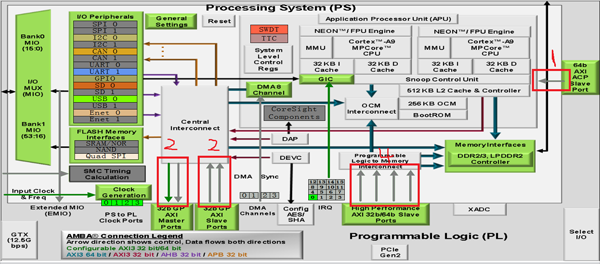 Processing System (PS)
I/O Peripherals
SPI 0
SPI 1
I2C 0
I2C 1
CAN 0
CAN 1
UART 0
UART 1
GPIO
SD 0
SD 1
USB 0
USB 1
Enet 0
Enet 1
FLASH Memory
Interfaces
SRAM/NOR
NAND
Quad SPI
SMC Timing
Calculation
Bank0
MIO
(15:0)
I/O
MUX
(MIO)
Bank1
MIO
(53:16)
Input Clock
& Freq
Clock
Generation
Extended MIO
(EMIO)
PS to PL
Clock Ports
General
Settings
Reset
SWDT
TTC
System
Level
Control
Regs
Application Processor Unit (APU)
NEON™/ FPU Engine
MMU
Cortex™-A9
MPCore™
CPU
32 KB I
Cache
32 KB D
Cache
NEON™/ FPU Engine
MMU
Cortex™-A9
MPCore™
CPU
32 KB I
Cache
32 KB D
Cache
GIC
Snoop Control Unit
512 KB L2 Cache & Controller
OCM
Interconnect
256 KB OCM
BootROM
1
64b
AXI
ACP
Slave
Port
DMA8
Channel
CoreSight
Components
DAP
DEVC
Central
Interconnect
2
2
Programmable
Logic to Memory
Interconnect
Memory Interfaces
DDR2/3, LPDDR2
Controller
DMA
Sync
0 1 2 3
DMA
Channels
Config
AES/
SHA
IRQ
32B GP
AXI
Master
Ports
32B GP
AXI
Slave
Ports
High Performance
AXI 32b/64b Slave
Ports
XADC
GTX
(12.5G
bps)
AMBA® Connection Legend
Arrow direction shows control, Data flows both directions
Configurable AXI3 32 bit/64 bit
AXI3 64 bit / AXI3 32 bit / AHB 32 bit / APB 32 bit
Programmable Logic (PL)
PCIe
Gen2
Select
I/O